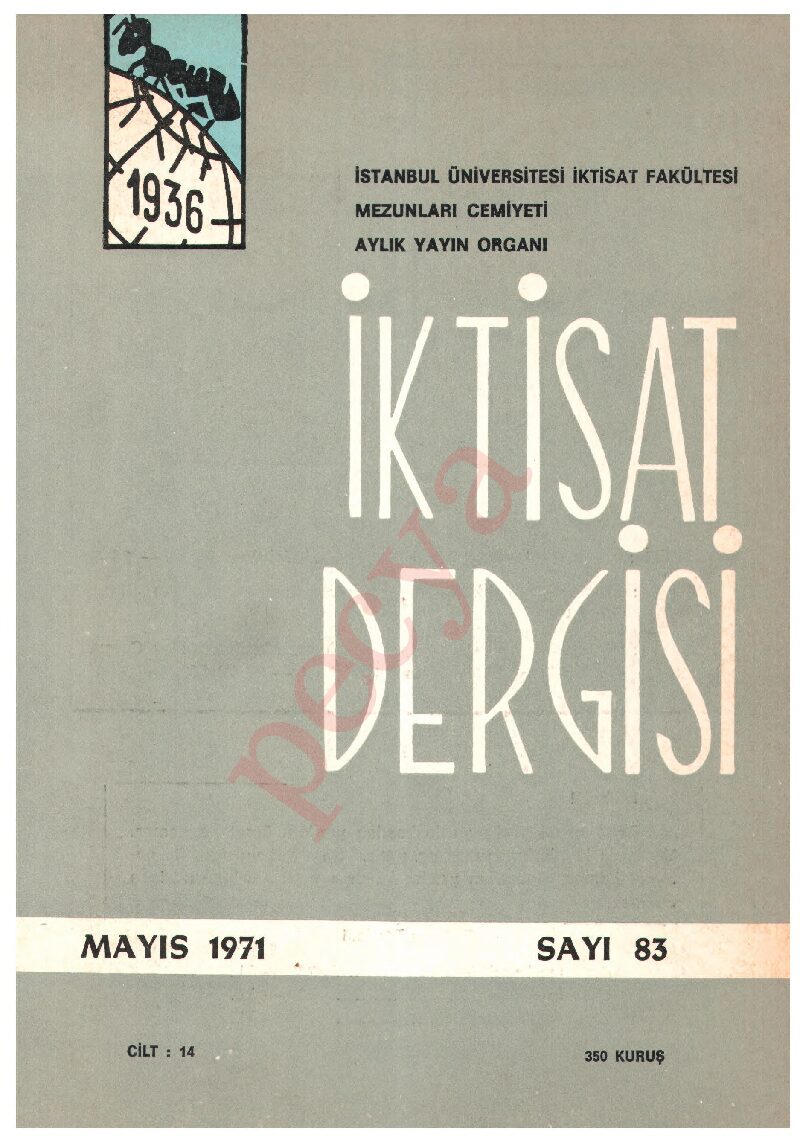 1936
İSTANBUL ÜNİVERSİTESİ İKTİSAT FAKÜLTESİ
MEZUNLARI CEMİYETİ
AYLIK YAYIN ORGANI
İKTİSAT
DERGİSİ
pecya
MAYIS 1971 SAYI 83
CİLT : 14 350 KURUŞ